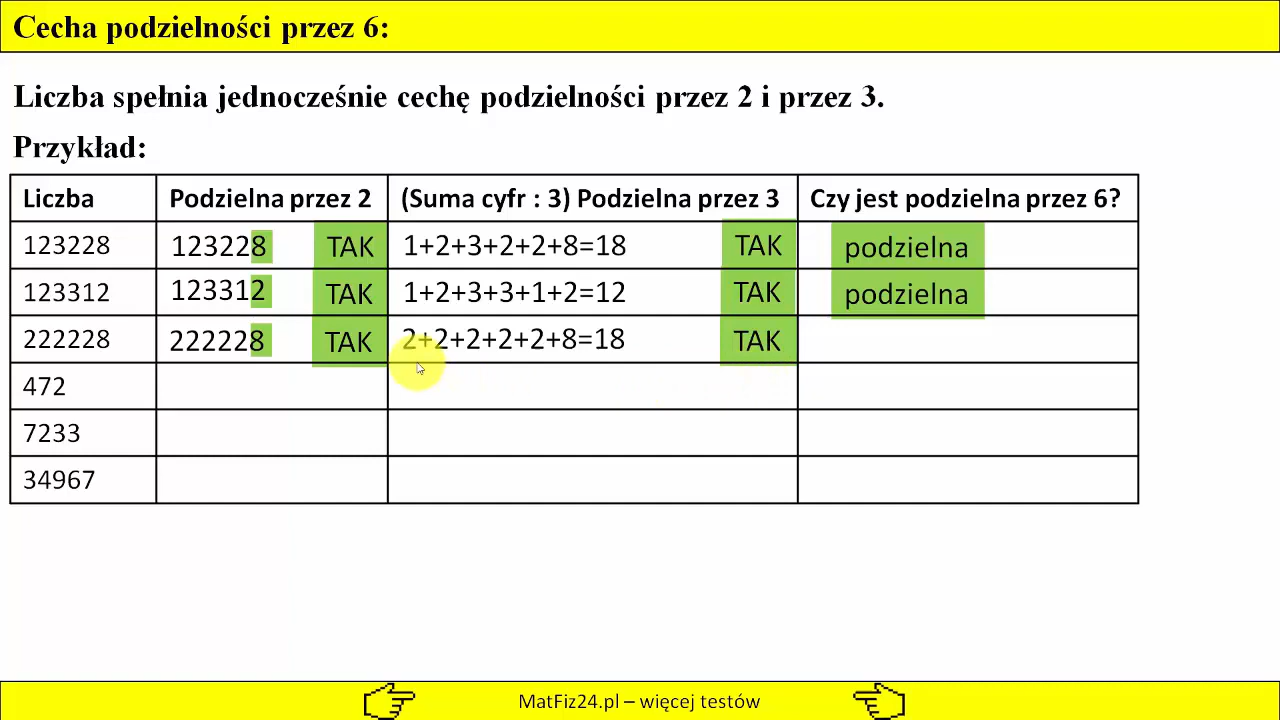 Cecha podzielności przez 6:
Liczba spełnia jednocześnie cechę podzielności przez 2 i przez 3.
Przykład:
Liczba Podzielna przez 2 (Suma cyfr : 3) Podzielna przez 3 Czy jest podzielna przez 6?
123228 123228 TAK 1+2+3+2+2+8=18 TAK podzielna
123312 123312 TAK 1+2+3+3+1+2=12 TAK podzielna
222228 222228 TAK 2+2+2+2+2+8=18 TAK
472
7233
34967
MatFiz24.pl – więcej testów